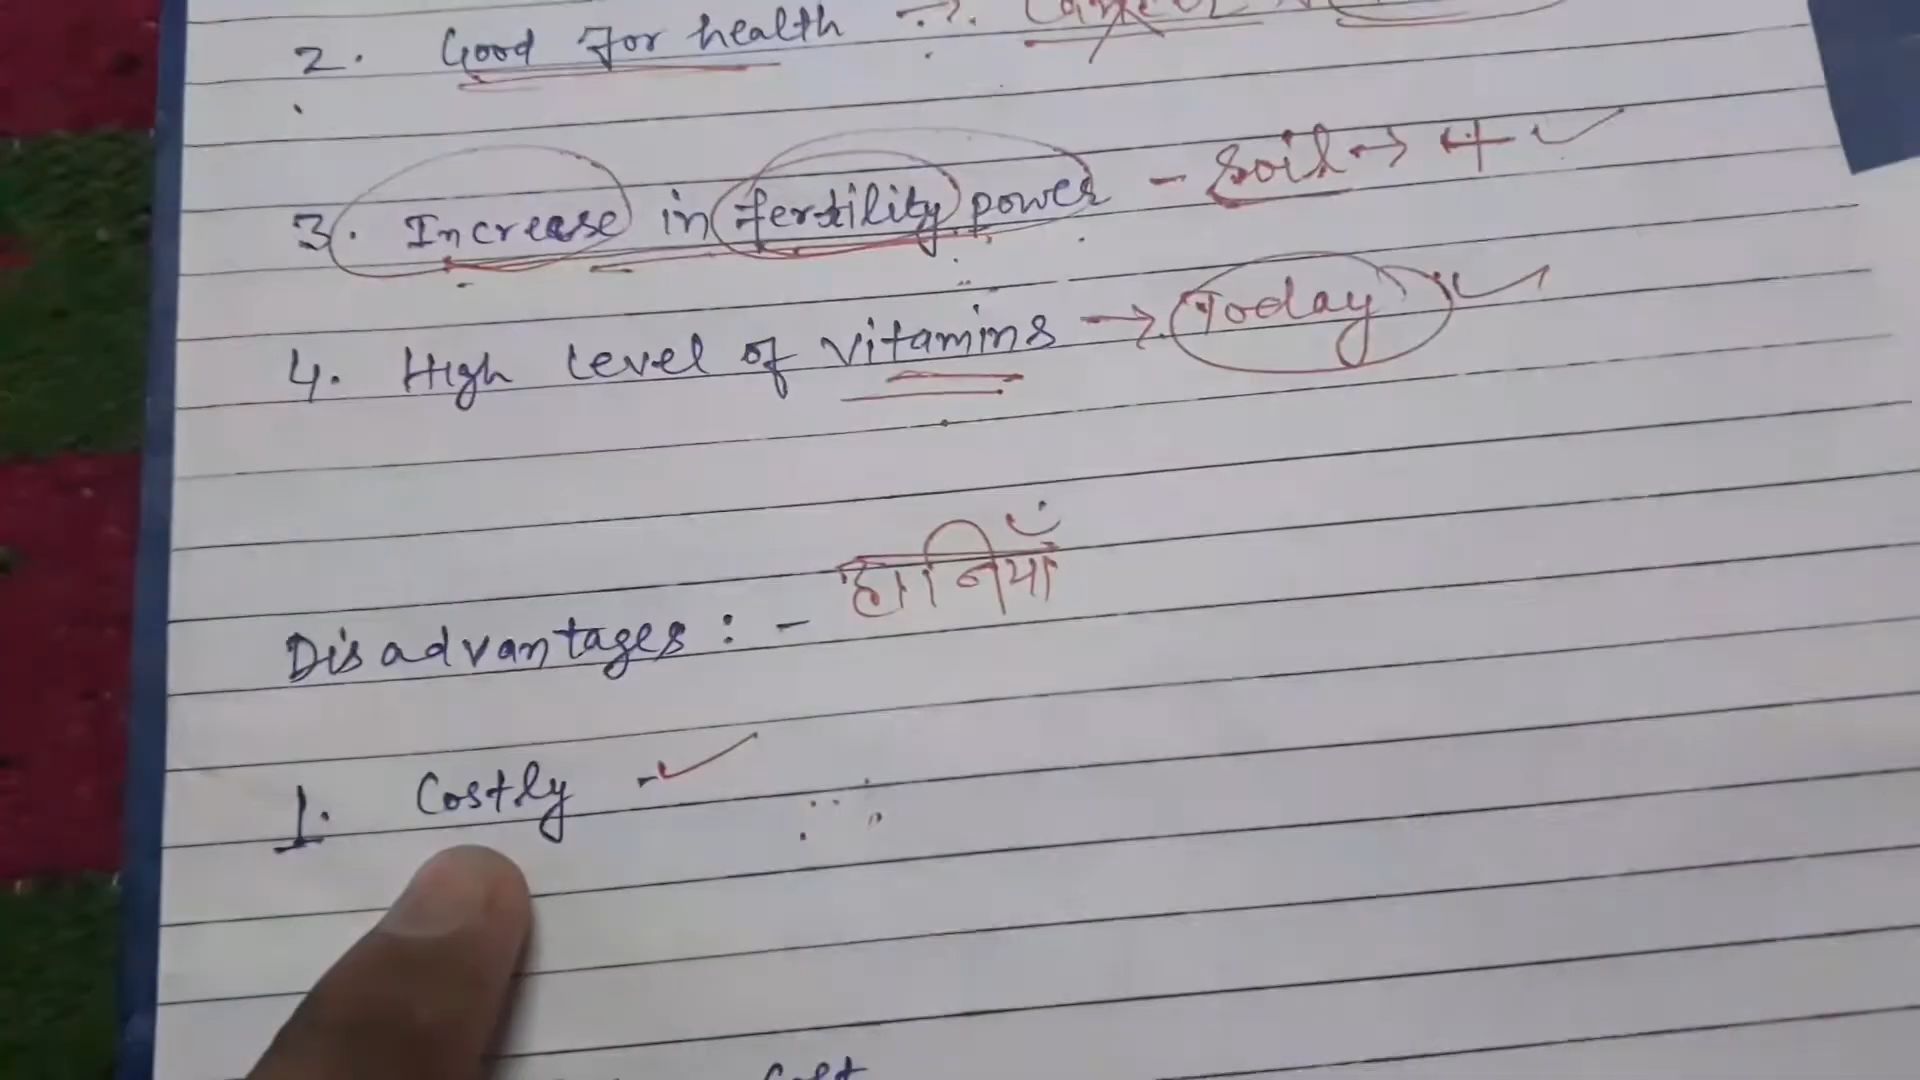 2. Good for health
3. Increase in fertility power - Soil → +
4. High level of vitamins → Today
Disadvantages : - हानियाँ
1. Costly -